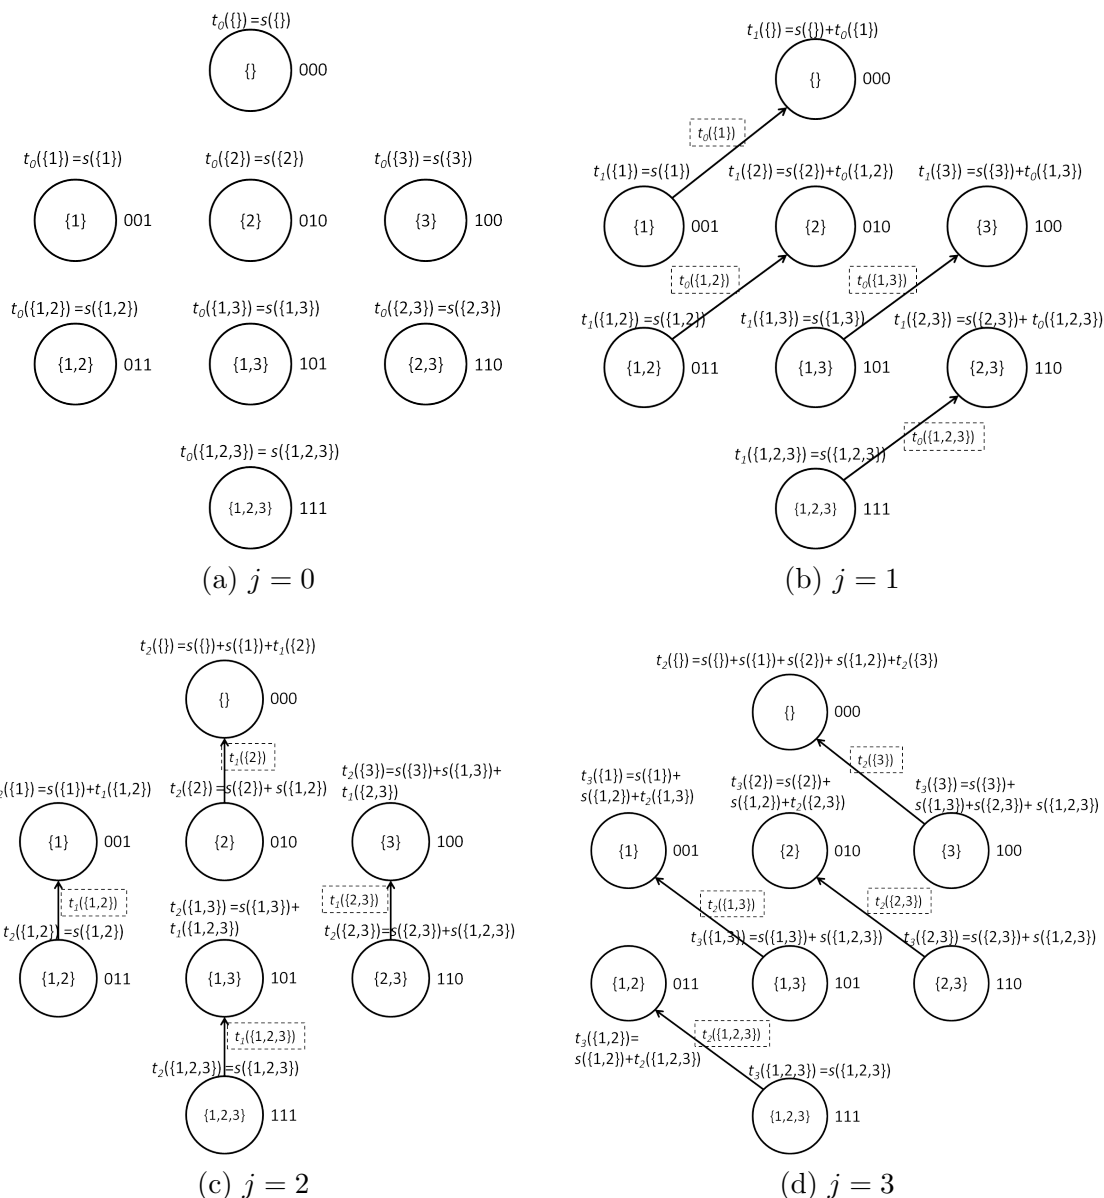 t0({}) =s({})
{}
000
t0({1}) =s({1})
t0({2}) =s({2})
t0({3}) =s({3})
{1}
001
{2}
010
{3}
100
t0({1,2}) =s({1,2})
t0({1,3}) =s({1,3})
t0({2,3}) =s({2,3})
{1,2}
011
{1,3}
101
{2,3}
110
t0({1,2,3}) = s({1,2,3})
{1,2,3}
111
(a) j = 0
t1({}) =s({})+t0({1})
{}
000
t0({1})
t1({1}) =s({1})
t1({2}) =s({2})+t0({1,2})
t1({3}) =s({3})+t0({1,3})
{1}
001
{2}
010
{3}
100
t0({1,2})
t0({1,3})
t1({1,2}) =s({1,2})
t1({1,3}) =s({1,3})
t1({2,3}) =s({2,3})+ t0({1,2,3})
{1,2}
011
{1,3}
101
{2,3}
110
t0({1,2,3})
t1({1,2,3}) =s({1,2,3})
{1,2,3}
111
(b) j = 1
t2({}) =s({})+s({1})+t1({2})
{}
000
t1({2})
2({1}) =s({1})+t1({1,2})
t2({2}) =s({2})+ s({1,2})
t2({3}) =s({3})+s({1,3})+
t1({2,3})
{1}
001
{2}
010
{3}
100
t1({1,2})
t1({2,3})
t2({1,2}) =s({1,2})
t2({1,3}) =s({1,3})+
t1({1,2,3})
t2({2,3})=s({2,3})+s({1,2,3})
{1,2}
011
{1,3}
101
{2,3}
110
t1({1,2,3})
t2({1,2,3}) =s({1,2,3})
{1,2,3}
111
(c) j = 2
t2({}) =s({})+s({1})+ s({2})+ s({1,2})+t2({3})
{}
000
t2({3})
t3({1}) =s({1})+
s({1,2})+t2({1,3})
t3({2}) =s({2})+
s({1,2})+t2({2,3})
t3({3}) =s({3})+
s({1,3})+s({2,3})+ s({1,2,3})
{1}
001
{2}
010
{3}
100
t2({1,3})
t2({2,3})
t3({1,3}) =s({1,3})+ s({1,2,3})
t3({2,3}) =s({2,3})+ s({1,2,3})
{1,2}
011
{1,3}
101
{2,3}
110
t3({1,2})=
s({1,2})+t2({1,2,3})
t2({1,2,3})
t3({1,2,3}) =s({1,2,3})
{1,2,3}
111
(d) j = 3